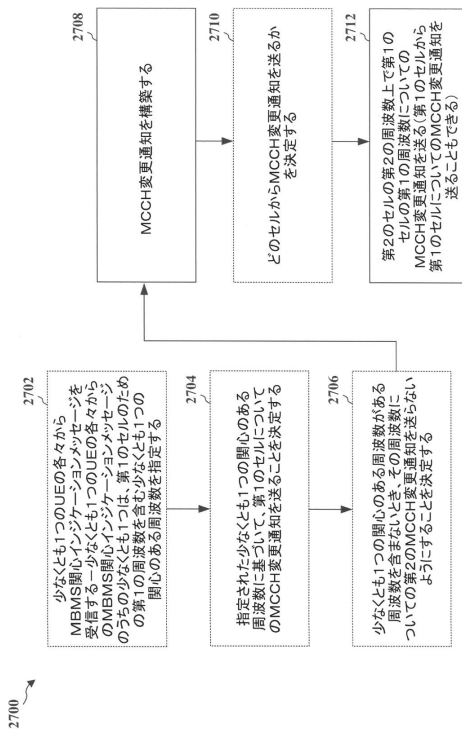 2700
2702
少なくとも1つのUEの各々から
MBMS関心インジケーションメッセージを
受信する―少なくとも1つのUEの各々から
のMBMS関心インジケーションメッセージ
のうちの少なくとも1つは、第1のセルのため
の第1の周波数を含む少なくとも1つの
関心のある周波数を指定する
2704
指定された少なくとも1つの関心のある
周波数に基づいて、第1のセルについて
のMCCH変更通知を送ることを決定する
2706
少なくとも1つの関心のある周波数がある
周波数を含まないとき、その周波数に
ついての第2のMCCH変更通知を送らない
ようにすることを決定する
2708
MCCH変更通知を構築する
2710
どのセルからMCCH変更通知を送るか
を決定する
2712
第2のセルの第2の周波数上で第1の
セルの第1の周波数についての
MCCH変更通知を送る(第1のセルから
第1のセルについてのMCCH変更通知を
送ることもできる)